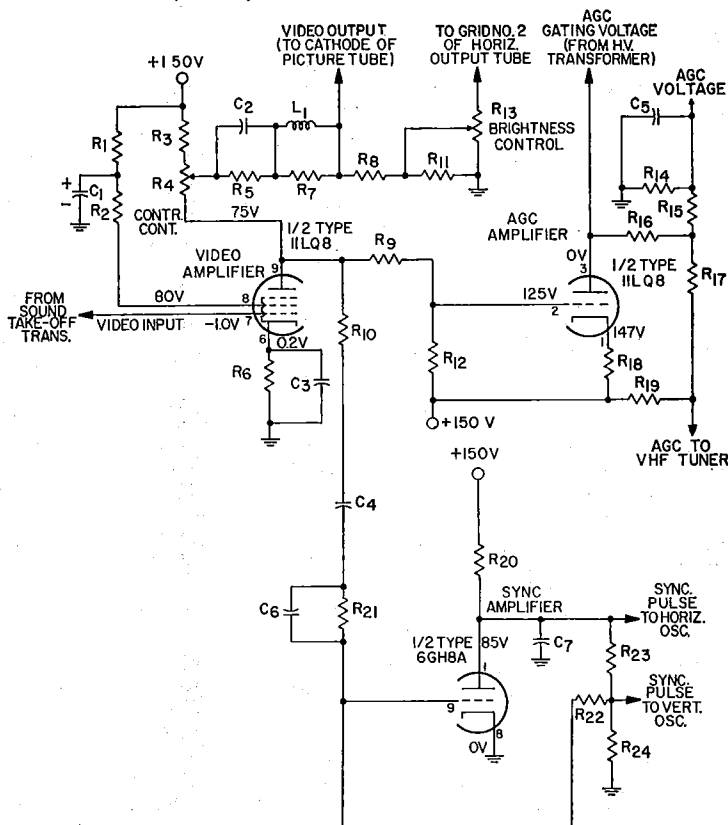 VIDEO OUTPUT
(TO CATHODE OF
PICTURE TUBE)
TO GRID NO. 2
OF HORIZ.
OUTPUT TUBE
AGC
GATING VOLTAGE
(FROM H.V.
TRANSFORMER)
AGC
VOLTAGE
+150V
C2
L1
R13
BRIGHTNESS
CONTROL
C5
R1
R3
R4
R5
R7
R8
R11
R14
R15
R16
+
C1
-
R2
CONTR.
CONT.
75V
1/2 TYPE
11LQ8
VIDEO
AMPLIFIER
9
R9
AGC
AMPLIFIER
0V
3
1/2 TYPE
11LQ8
R17
FROM
SOUND
TAKE-OFF
TRANS.
80V
8
VIDEO INPUT
-1.0V
7
6
0.2V
R6
C3
R10
R12
125V
2
147V
1
R18
R19
+150 V
AGC TO
VHF TUNER
+150V
C4
R20
C6
R21
SYNC
AMPLIFIER
1/2 TYPE
6GH8A
85V
1
C7
SYNC.
PULSE
TO HORIZ.
OSC.
R23
9
8
0V
R22
SYNC.
PULSE
TO VERT.
OSC.
R24